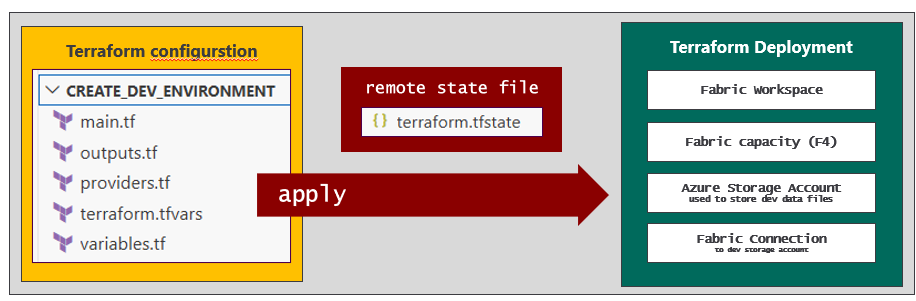 Terraform configurstion
CREATE_DEV_ENVIRONMENT
main.tf
outputs.tf
providers.tf
terraform.tfvars
variables.tf
remote state file
{} terraform.tfstate
apply
Terraform Deployment
Fabric Workspace
Fabric capacity (F4)
Azure Storage Account
used to store dev data files
Fabric Connection
to dev storage account